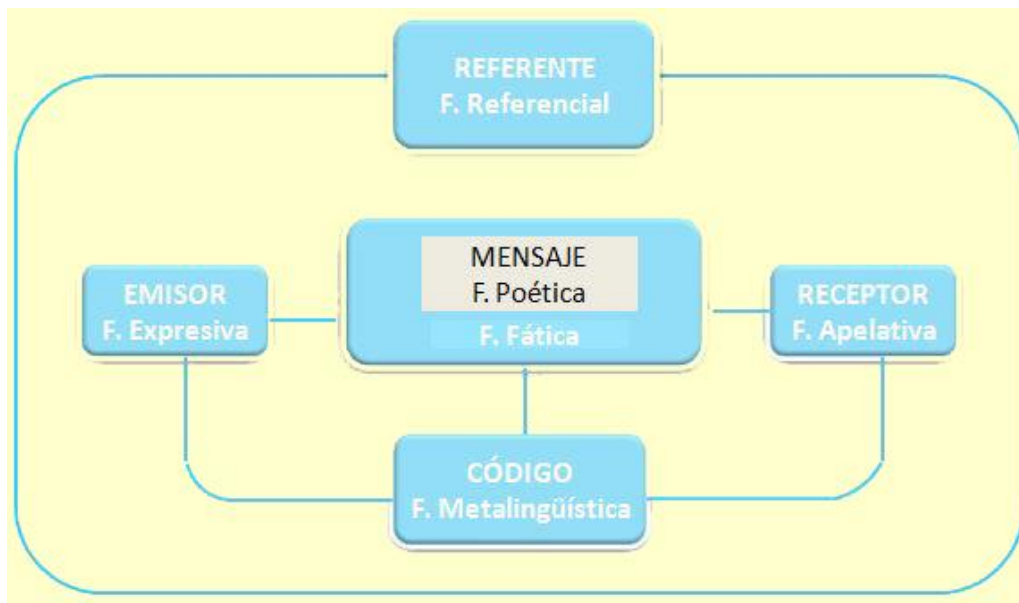 REFERENTE
F. Referencial
MENSAJE
F. Poética
F. Fática
EMISOR
F. Expresiva
RECEPTOR
F. Apelativa
CÓDIGO
F. Metalingüística